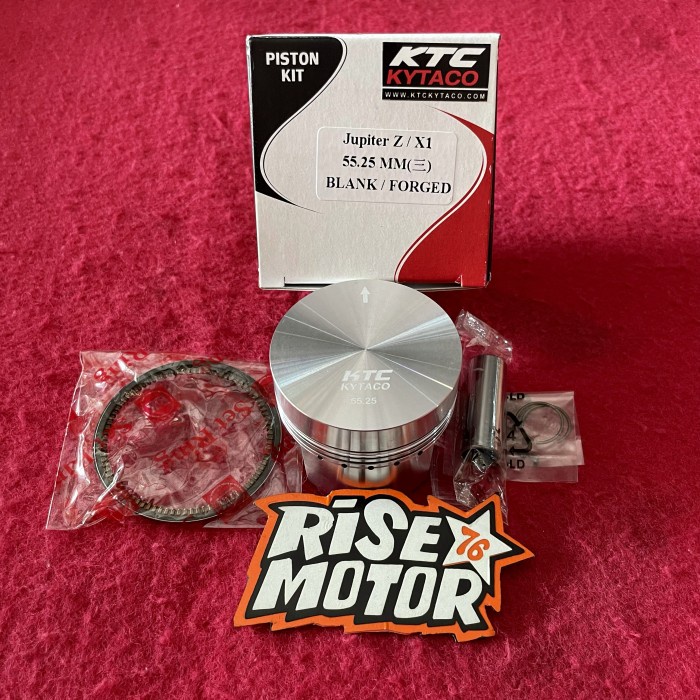 PISTON
KIT
KTC
KYTACO
WWW.KTCKYTACO.COM
Jupiter Z / X1
55.25 MM(三)
BLANK / FORGED
KTC
KYTACO
55.25
RiSE
76
MOTOR